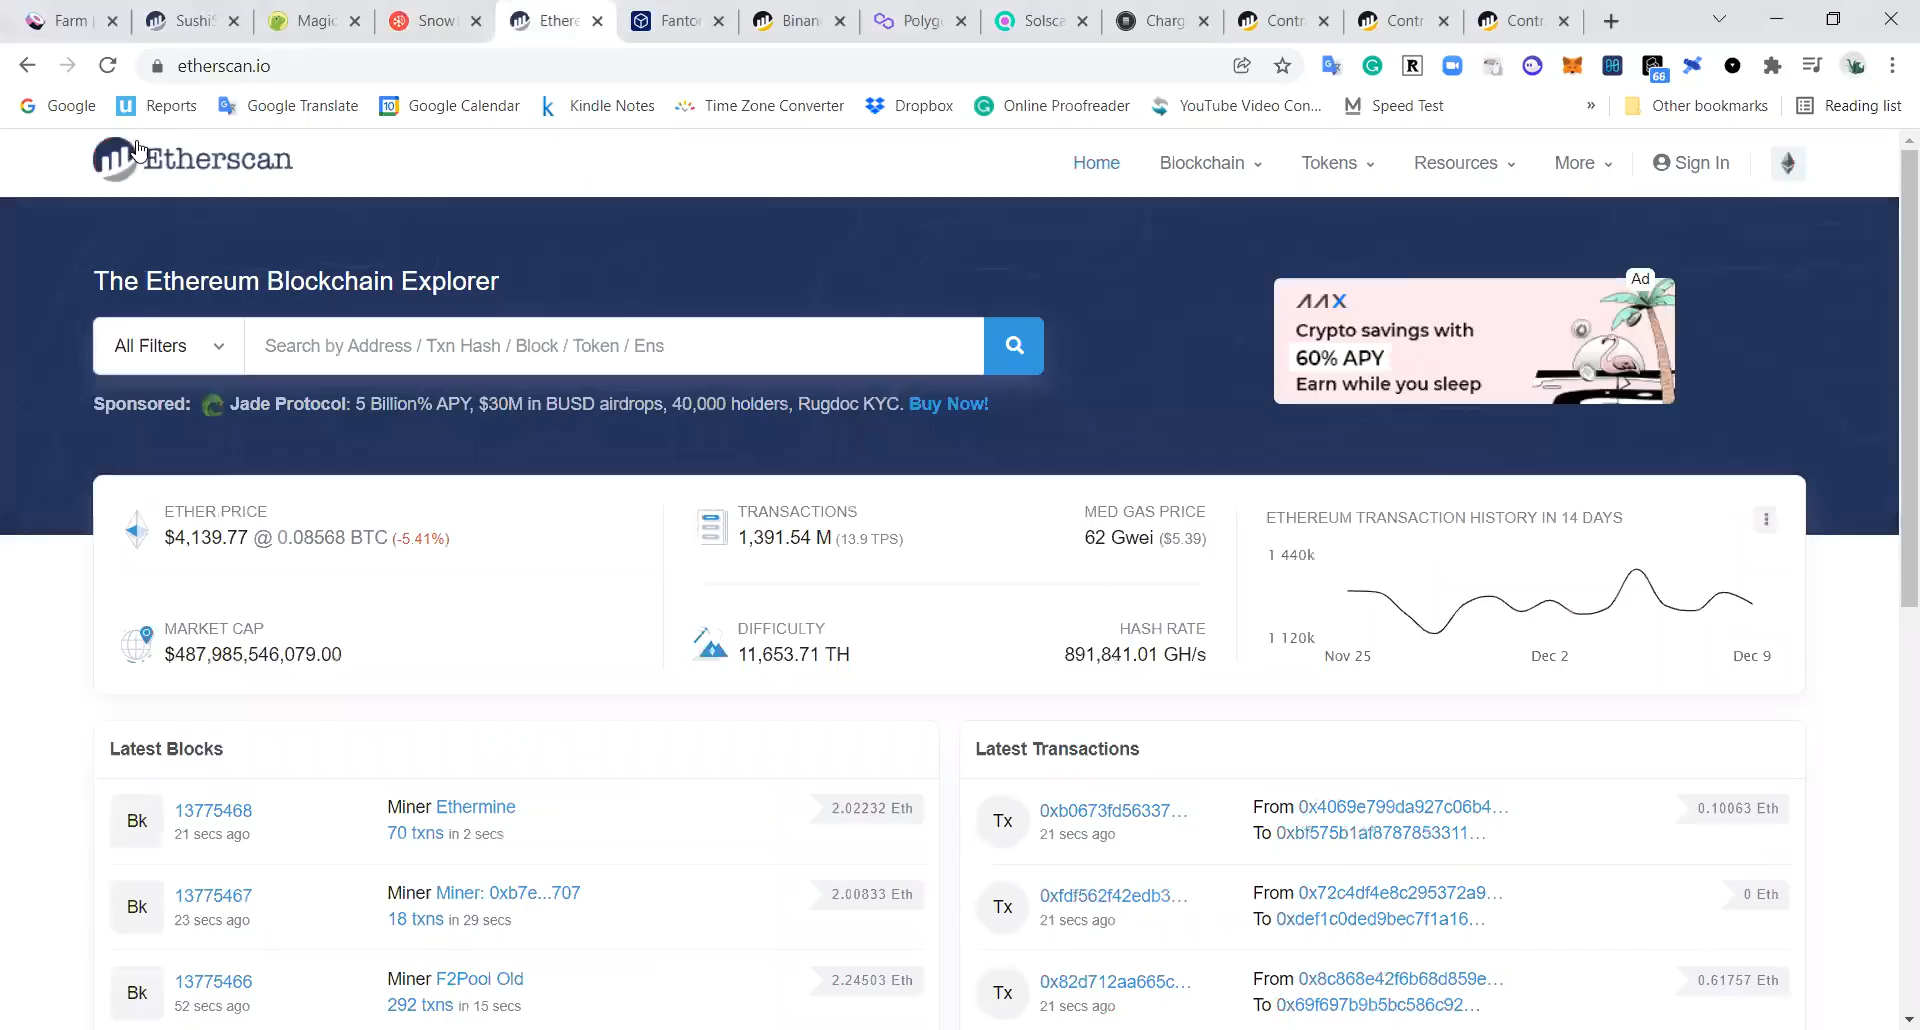 Farm SushiS Magic Snow Ethere Fanto Binan Polyg Solsca Charg Contr Contr Contr
etherscan.io
66
Google Reports Google Translate Google Calendar Kindle Notes Time Zone Converter Dropbox Online Proofreader YouTube Video Con... Speed Test » Other bookmarks Reading list
Etherscan Home Blockchain Tokens Resources More Sign In
The Ethereum Blockchain Explorer
All Filters Search by Address / Txn Hash / Block / Token / Ens
Sponsored: Jade Protocol: 5 Billion% APY, $30M in BUSD airdrops, 40,000 holders, Rugdoc KYC. Buy Now!
Ad
AAX
Crypto savings with
60% APY
Earn while you sleep
ETHER PRICE
$4,139.77 @ 0.08568 BTC (-5.41%)
MARKET CAP
$487,985,546,079.00
TRANSACTIONS
1,391.54 M (13.9 TPS)
MED GAS PRICE
62 Gwei ($5.39)
DIFFICULTY
11,653.71 TH
HASH RATE
891,841.01 GH/s
ETHEREUM TRANSACTION HISTORY IN 14 DAYS
1 440k
1 120k
Nov 25 Dec 2 Dec 9
Latest Blocks
Bk 13775468 Miner Ethermine 2.02232 Eth
21 secs ago 70 txns in 2 secs
Bk 13775467 Miner Miner: 0xb7e...707 2.00833 Eth
23 secs ago 18 txns in 29 secs
Bk 13775466 Miner F2Pool Old 2.24503 Eth
52 secs ago 292 txns in 15 secs
Latest Transactions
Tx 0xb0673fd56337... From 0x4069e799da927c06b4... 0.10063 Eth
21 secs ago To 0xbf575b1af8787853311...
Tx 0xfdf562f42edb3... From 0x72c4df4e8c295372a9... 0 Eth
21 secs ago To 0xdef1c0ded9bec7f1a16...
Tx 0x82d712aa665c... From 0x8c868e42f6b68d859e... 0.61757 Eth
21 secs ago To 0x69f697b9b5bc586c92...